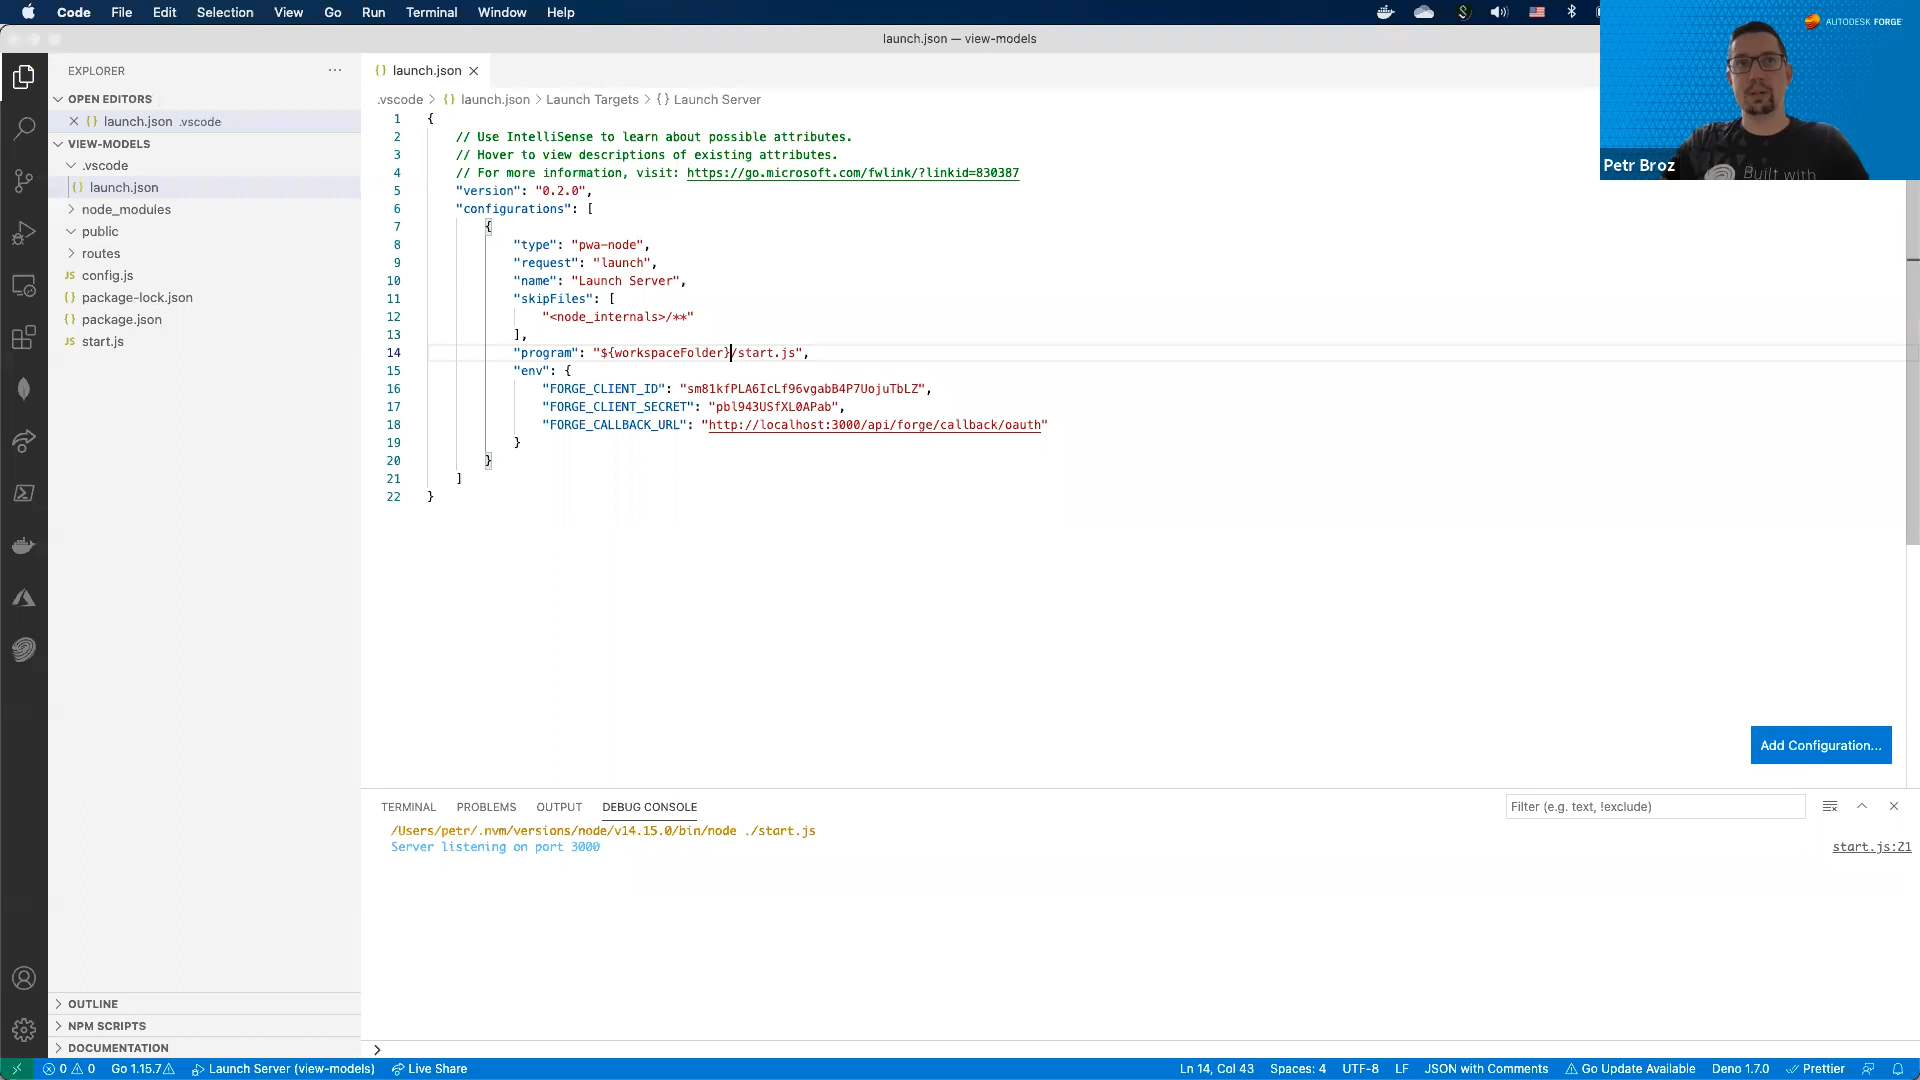 Code File Edit Selection View Go Run Terminal Window Help
launch.json — view-models
AUTODESK FORGE
Petr Broz
Built with
EXPLORER
OPEN EDITORS
launch.json .vscode
VIEW-MODELS
.vscode
launch.json
node_modules
public
routes
JS config.js
package-lock.json
package.json
JS start.js
OUTLINE
NPM SCRIPTS
DOCUMENTATION
{} launch.json
.vscode > {} launch.json > Launch Targets > {} Launch Server
1 {
2 // Use IntelliSense to learn about possible attributes.
3 // Hover to view descriptions of existing attributes.
4 // For more information, visit: https://go.microsoft.com/fwlink/?linkid=830387
5 "version": "0.2.0",
6 "configurations": [
7 {
8 "type": "pwa-node",
9 "request": "launch",
10 "name": "Launch Server",
11 "skipFiles": [
12 "<node_internals>/**"
13 ],
14 "program": "${workspaceFolder}/start.js",
15 "env": {
16 "FORGE_CLIENT_ID": "sm81kfPLA6IcLf96vgabB4P7UojuTbLZ",
17 "FORGE_CLIENT_SECRET": "pbl943USfXL0APab",
18 "FORGE_CALLBACK_URL": "http://localhost:3000/api/forge/callback/oauth"
19 }
20 }
21 ]
22 }
Add Configuration...
TERMINAL PROBLEMS OUTPUT DEBUG CONSOLE
Filter (e.g. text, !exclude)
/Users/petr/.nvm/versions/node/v14.15.0/bin/node ./start.js
Server listening on port 3000 start.js:21
0 0 Go 1.15.7 Launch Server (view-models) Live Share Ln 14, Col 43 Spaces: 4 UTF-8 LF JSON with Comments Go Update Available Deno 1.7.0 Prettier